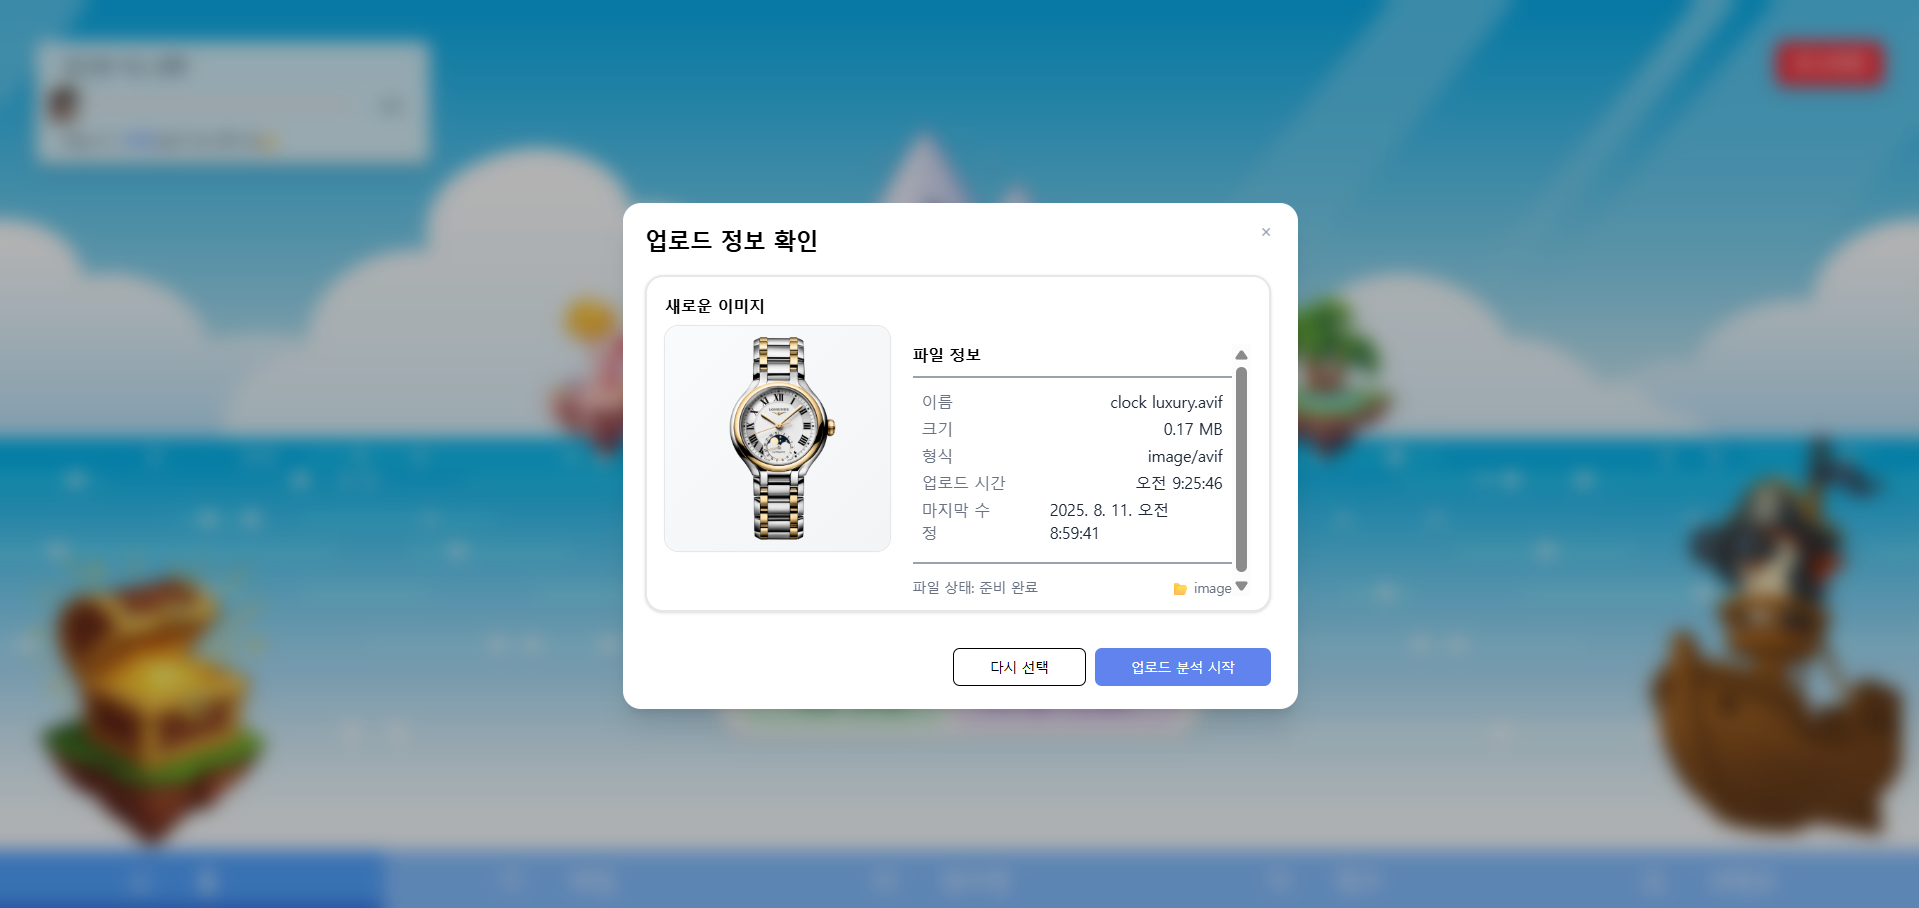 업로드 정보 확인
×
새로운 이미지
LONGINES
파일 정보
이름 clock luxury.avif
크기 0.17 MB
형식 image/avif
업로드 시간 오전 9:25:46
마지막 수 2025. 8. 11. 오전
정 8:59:41
파일 상태: 준비 완료 image
다시 선택 업로드 분석 시작